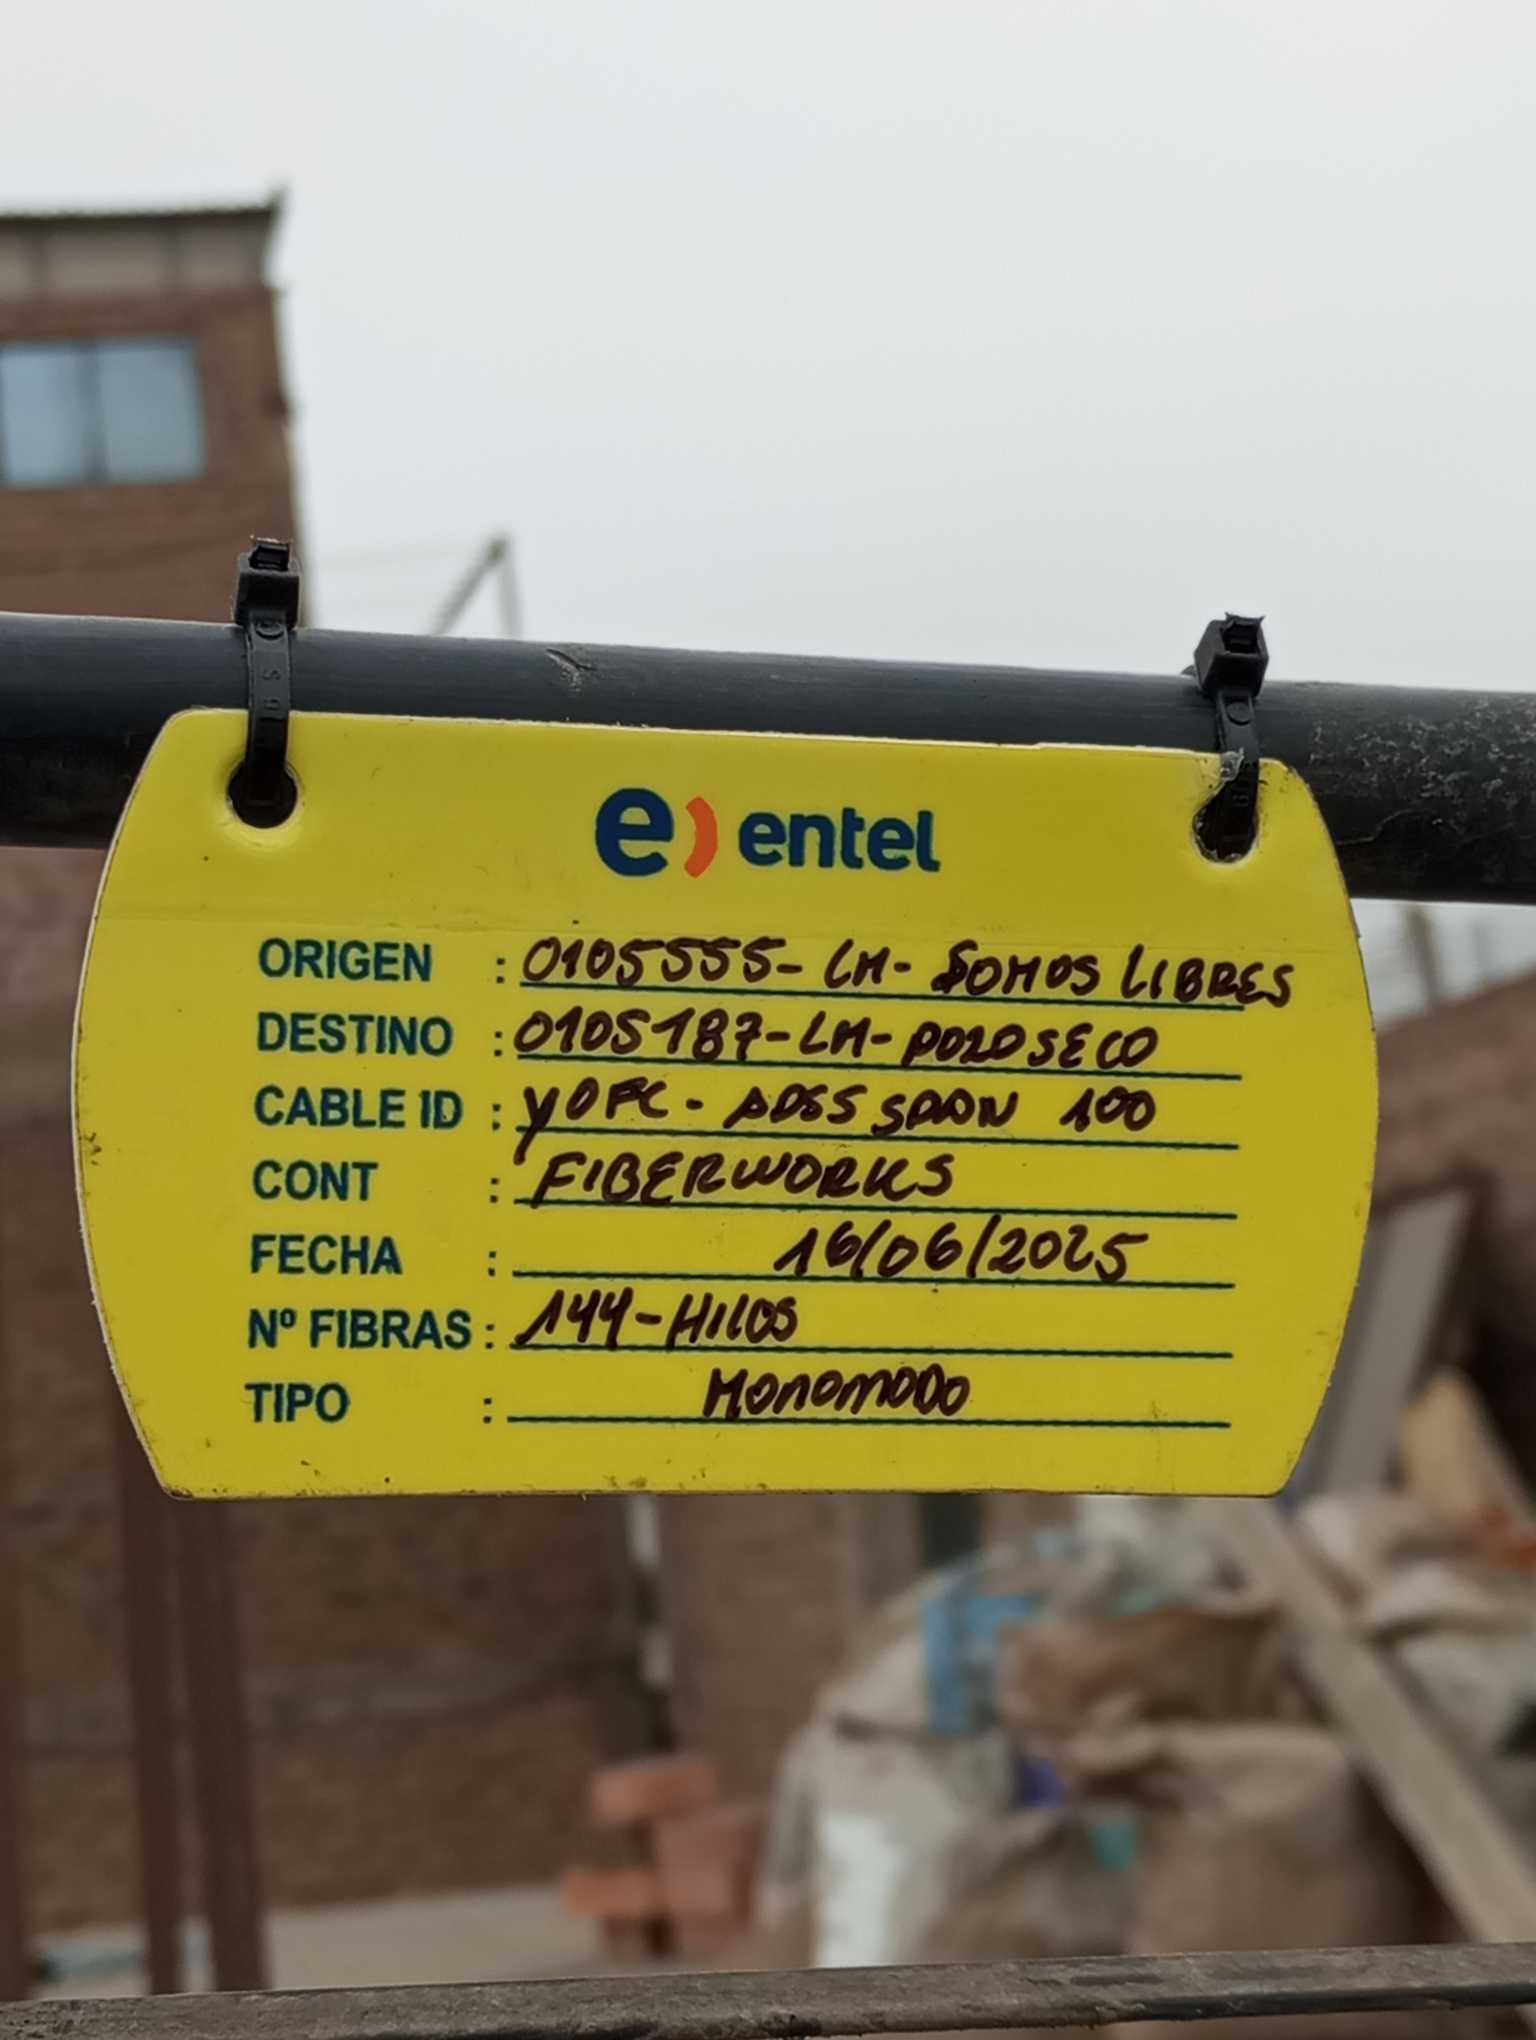 e) entel
ORIGEN : 0105555- LM- SOMOS LIBRES
DESTINO : 0105187-LM-POZO SECO
CABLE ID : YOFC - ADSS SPAN 100
CONT : FIBERWORKS
FECHA : 16/06/2025
Nº FIBRAS : 144-HILOS
TIPO : MONOMODO